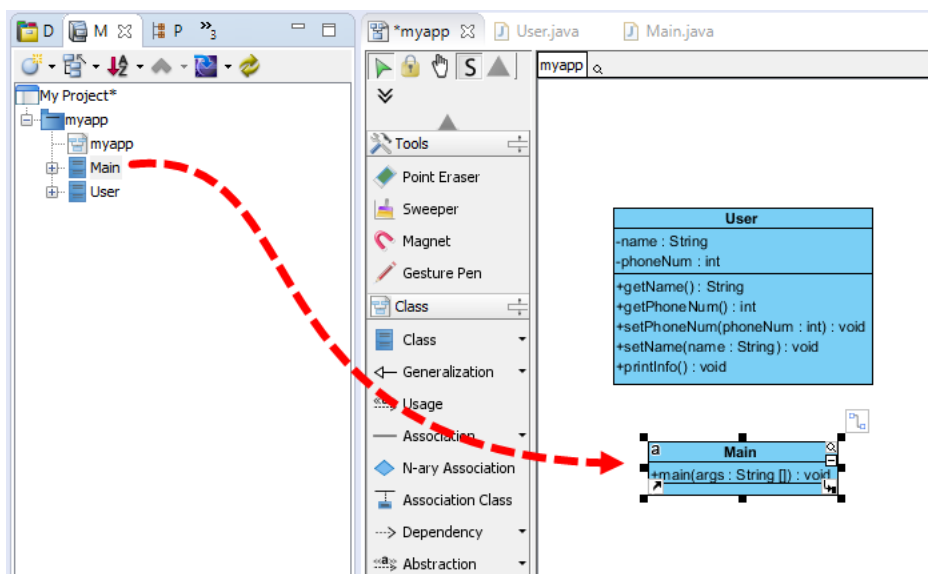 D M P »3
My Project*
myapp
myapp
Main
User
*myapp User.java Main.java
S
myapp
Tools
Point Eraser
Sweeper
Magnet
Gesture Pen
Class
Class
Generalization
Usage
Association
N-ary Association
Association Class
Dependency
Abstraction
User
-name : String
-phoneNum : int
+getName() : String
+getPhoneNum() : int
+setPhoneNum(phoneNum : int) : void
+setName(name : String) : void
+printInfo() : void
a Main
+main(args : String []) : void